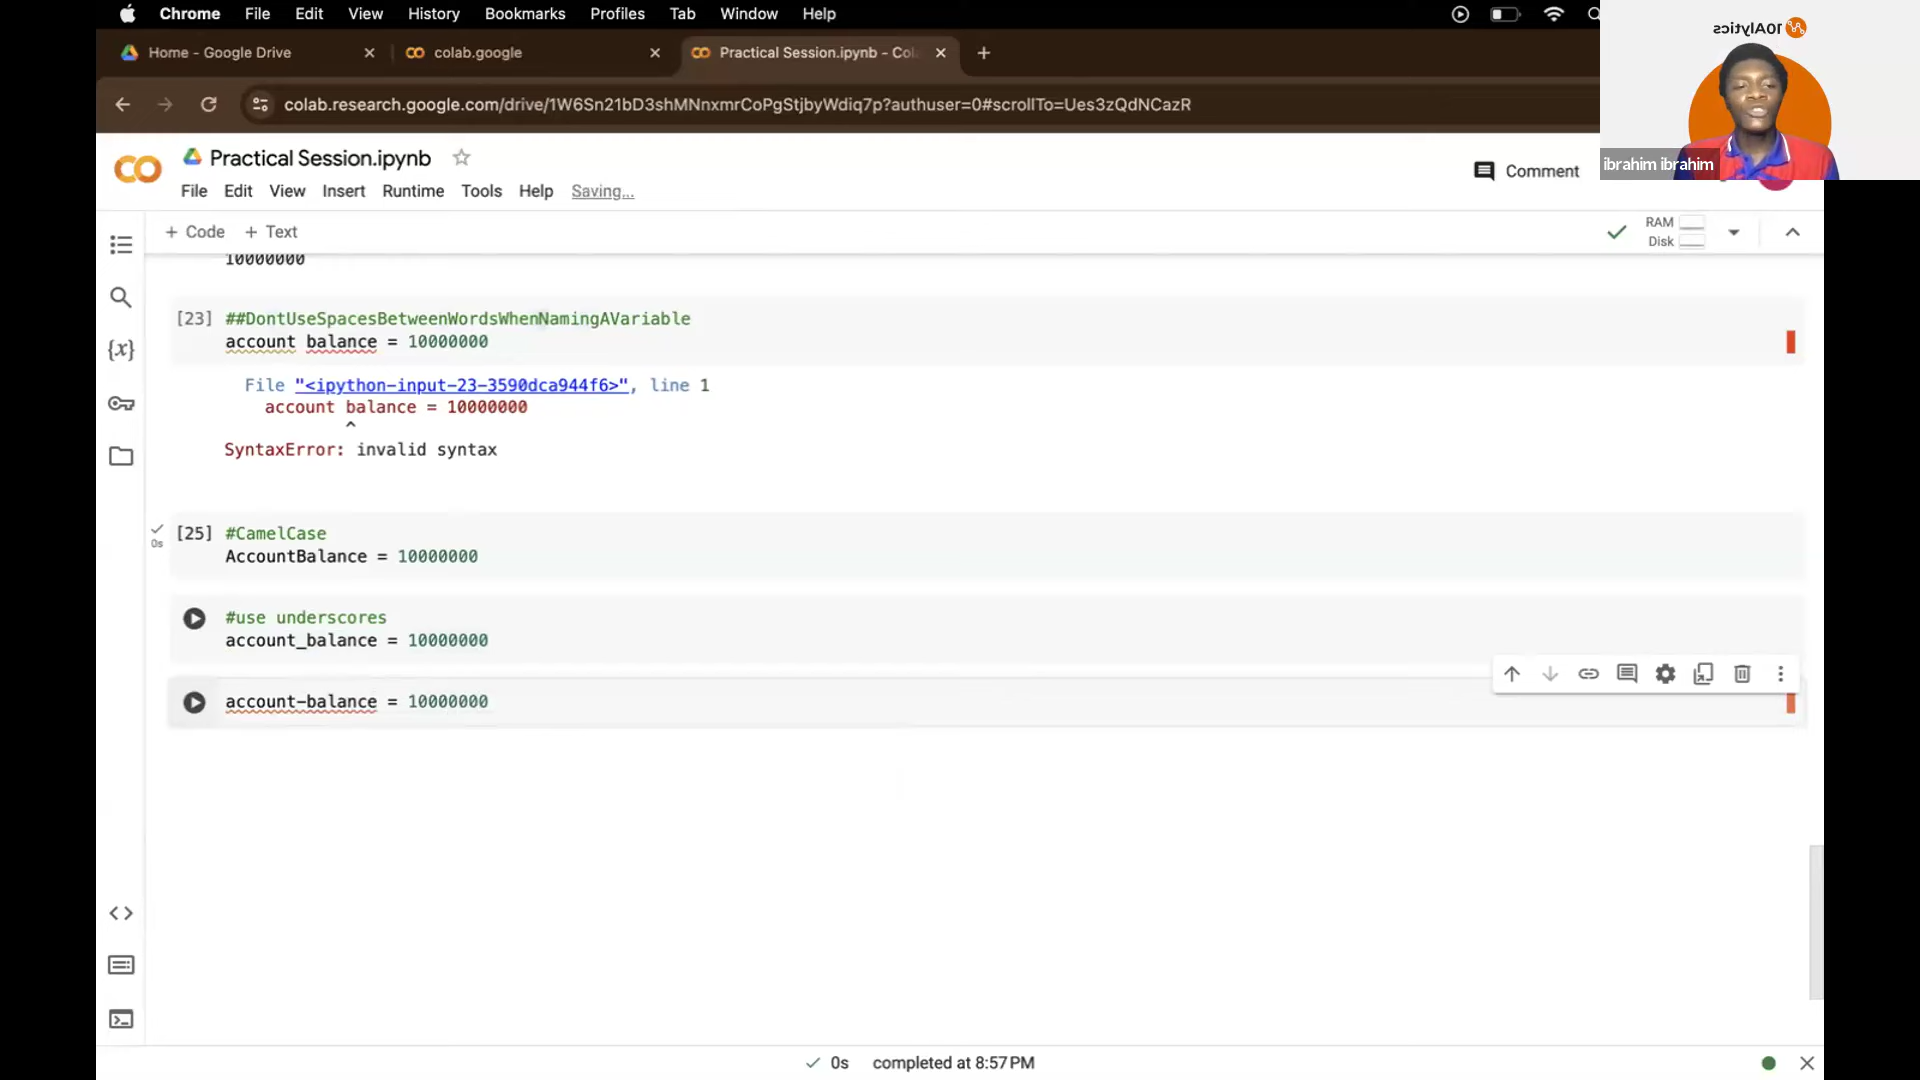 Chrome File Edit View History Bookmarks Profiles Tab Window Help
Home - Google Drive
colab.google
Practical Session.ipynb - Col
colab.research.google.com/drive/1W6Sn21bD3shMNnxmrCoPgStjbyWdiq7p?authuser=0#scrollTo=Ues3zQdNCazR
10Alytics
ibrahim ibrahim
CO
Practical Session.ipynb
File Edit View Insert Runtime Tools Help Saving...
Comment
+ Code + Text
RAM
Disk
10000000
[23] ##DontUseSpacesBetweenWordsWhenNamingAVariable
account balance = 10000000
File "<ipython-input-23-3590dca944f6>", line 1
account balance = 10000000
^
SyntaxError: invalid syntax
[25] #CamelCase
0s
AccountBalance = 10000000
#use underscores
account_balance = 10000000
account-balance = 10000000
{x}
0s completed at 8:57 PM